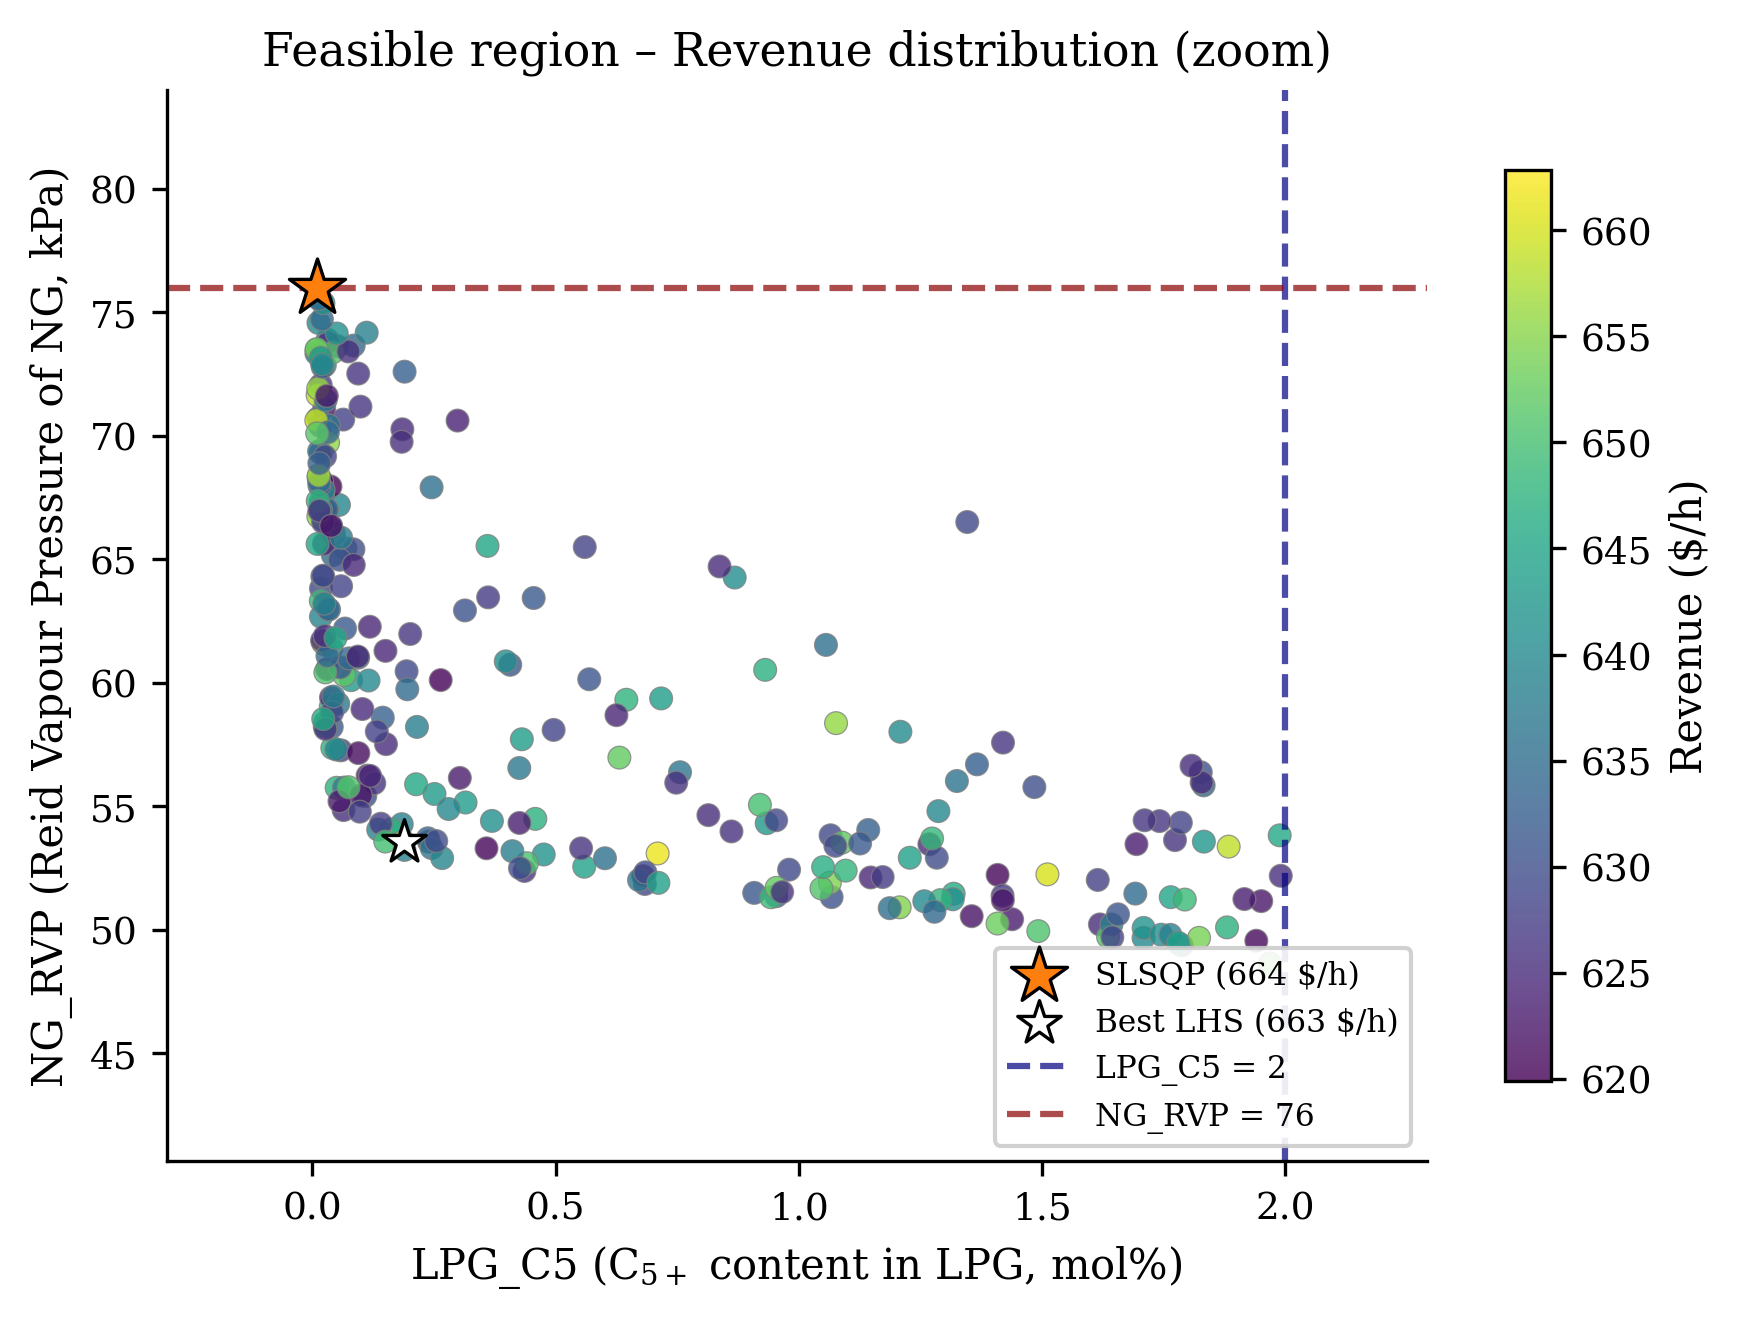 Feasible region – Revenue distribution (zoom)
NG_RVP (Reid Vapour Pressure of NG, kPa)
80
75
70
65
60
55
50
45
0.0 0.5 1.0 1.5 2.0
LPG_C5 (C₅₊ content in LPG, mol%)
SLSQP (664 $/h)
Best LHS (663 $/h)
LPG_C5 = 2
NG_RVP = 76
660
655
650
645
640
635
630
625
620
Revenue ($/h)